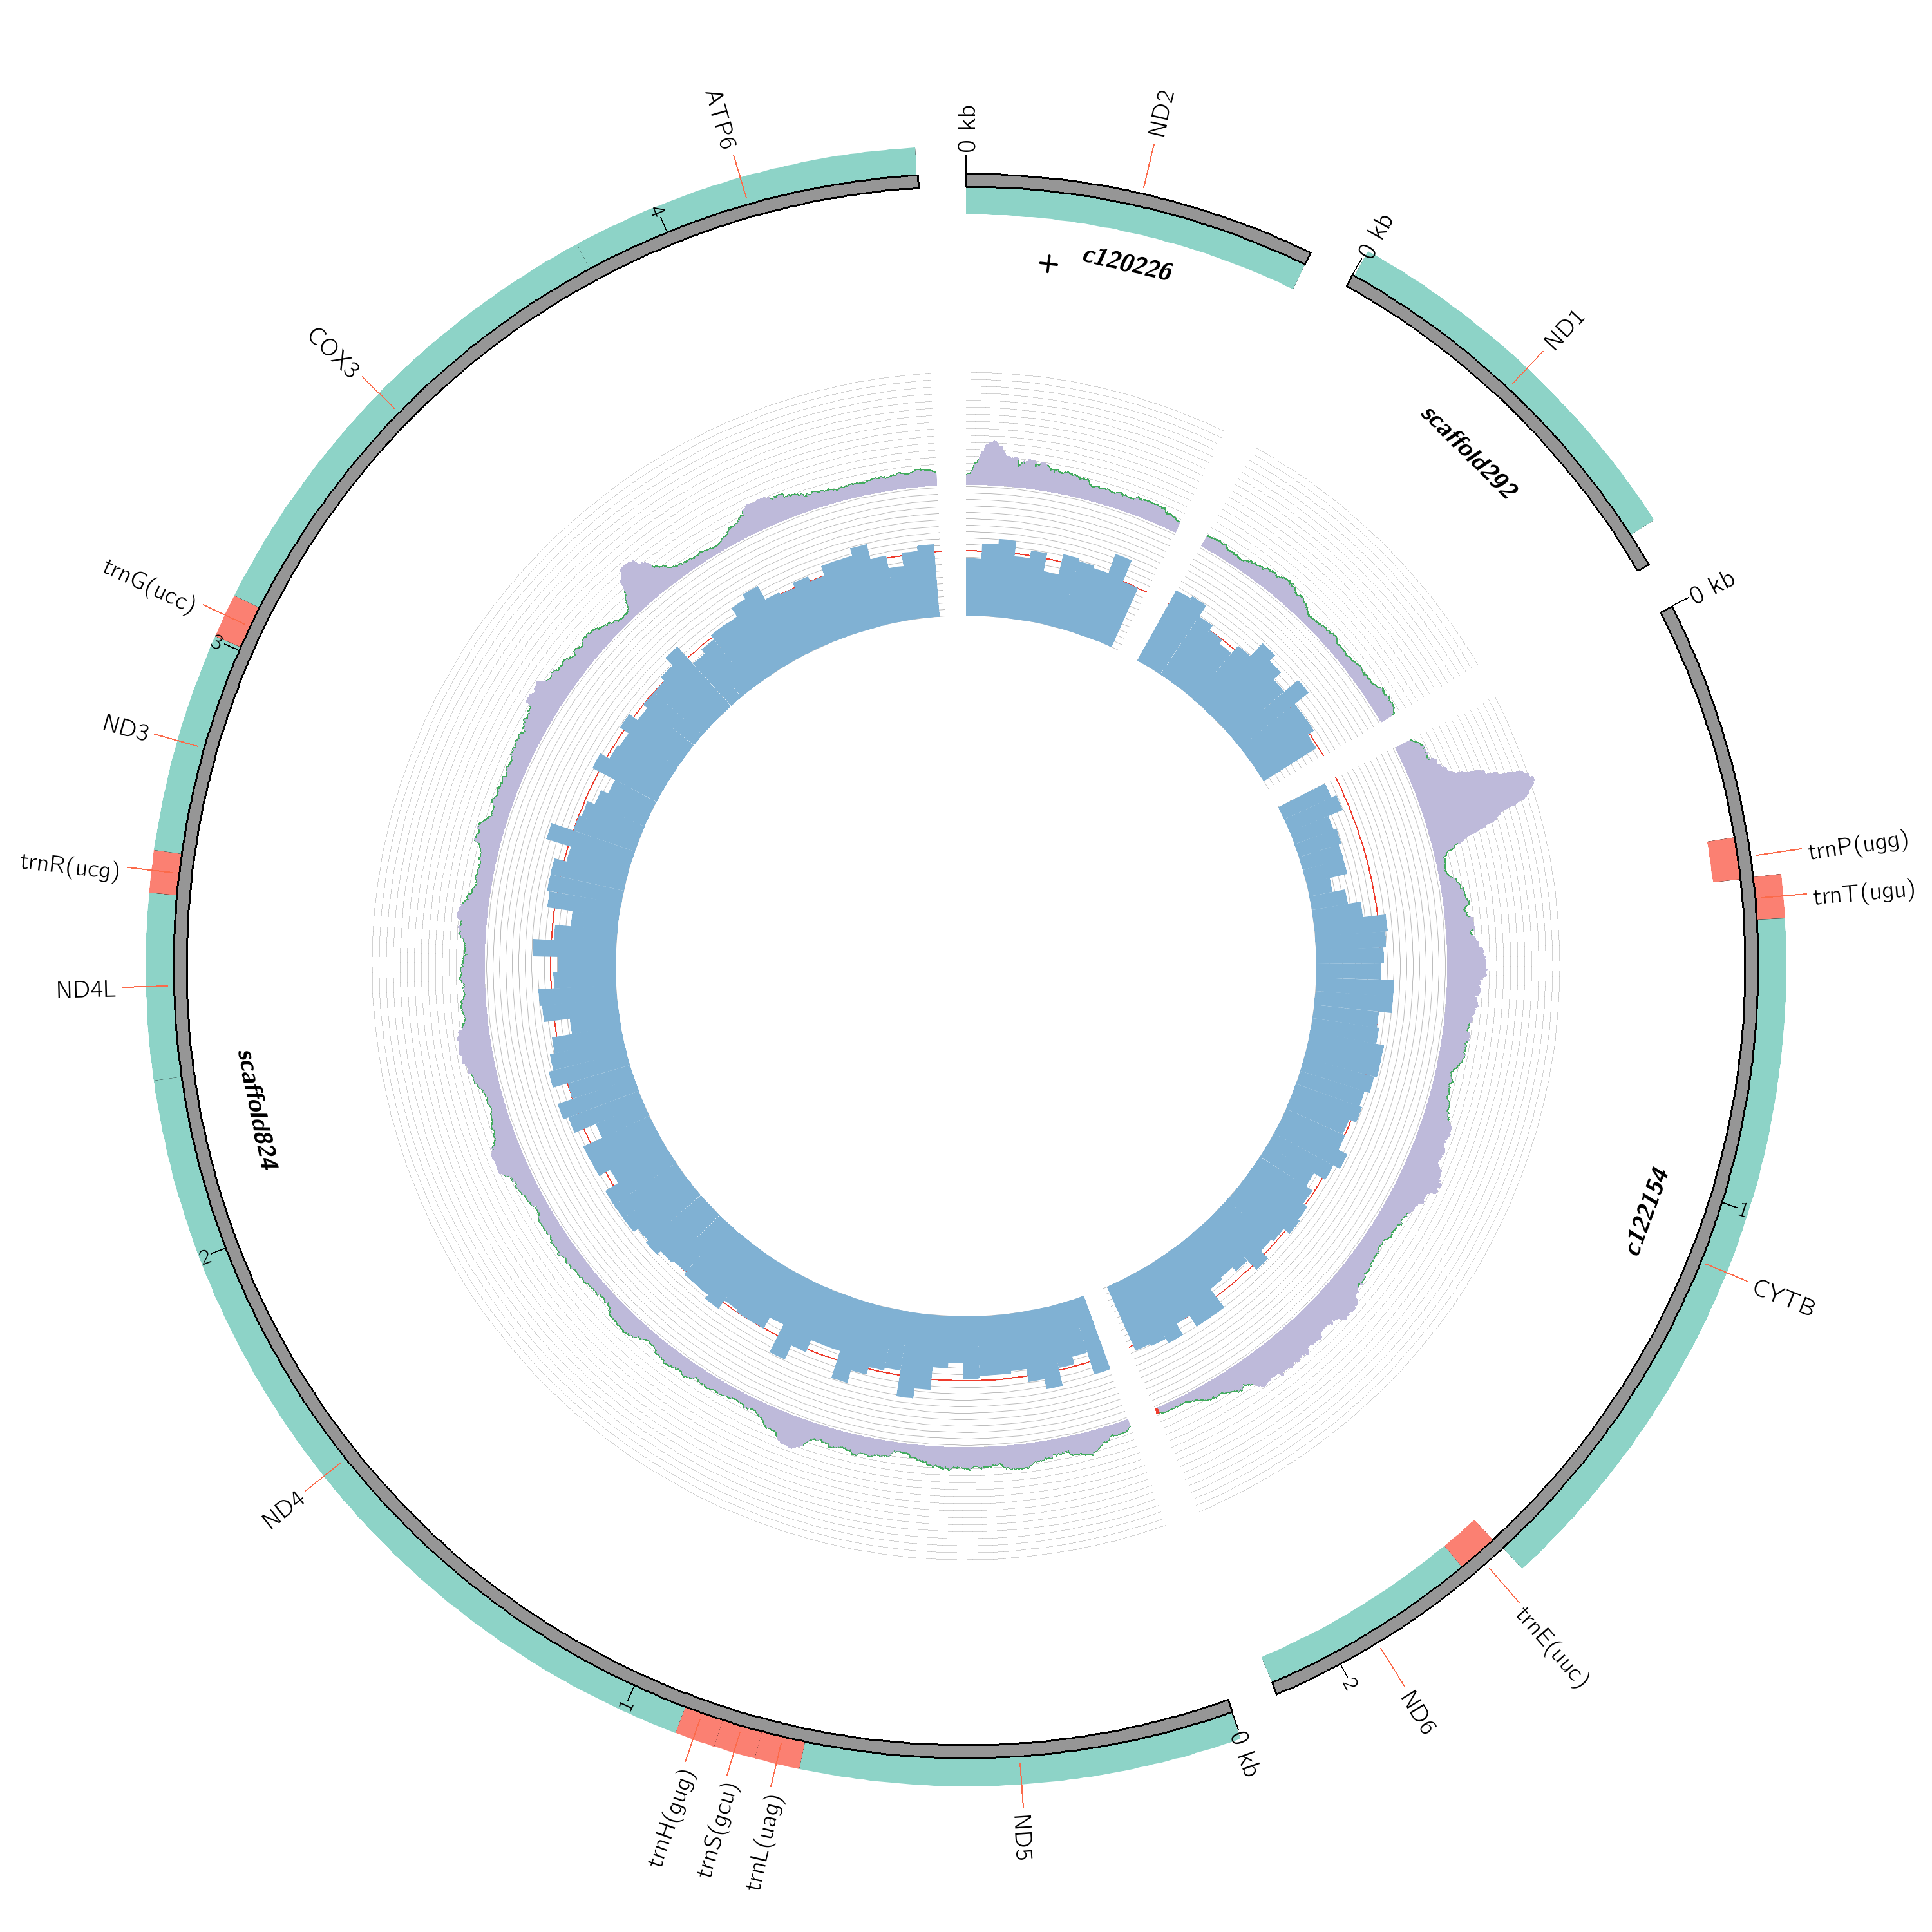 0 kb
ND2
+ c120226
0 kb
ND1
scaffold292
0 kb
trnP(ugg)
trnT(ugu)
1
CYTB
c122154
trnE(uuc)
ND6
2
0 kb
ND5
trnL(uag)
trnS(gcu)
trnH(gug)
1
ND4
2
scaffold824
ND4L
trnR(ucg)
ND3
3
trnG(ucc)
COX3
4
ATP6